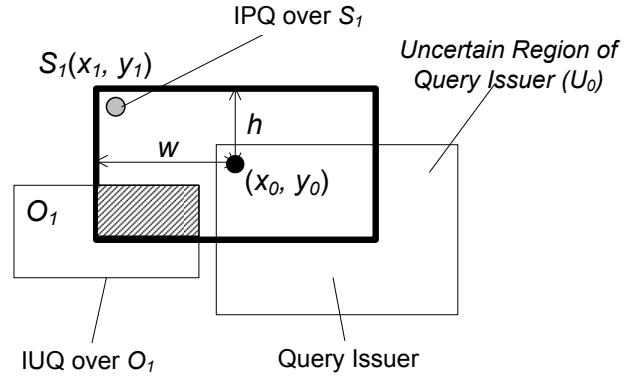 IPQ over S1
S1(x1, y1)
Uncertain Region of
Query Issuer (U0)
h
w
(x0, y0)
O1
IUQ over O1
Query Issuer